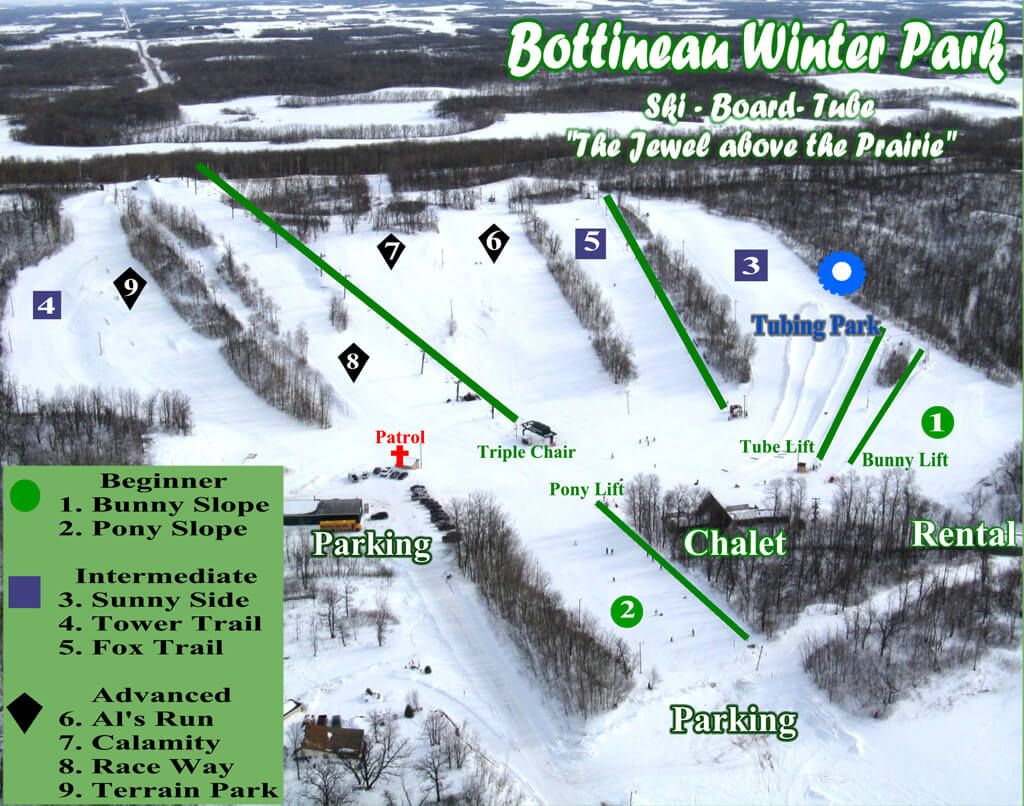 Bottineau Winter Park
Ski - Board- Tube
"The Jewel above the Prairie"
7
6
5
3
4
9
8
Tubing Park
1
Patrol
Triple Chair
Tube Lift
Bunny Lift
Pony Lift
Parking
Chalet
Rental
2
Parking
Beginner
1. Bunny Slope
2. Pony Slope
Intermediate
3. Sunny Side
4. Tower Trail
5. Fox Trail
Advanced
6. Al's Run
7. Calamity
8. Race Way
9. Terrain Park